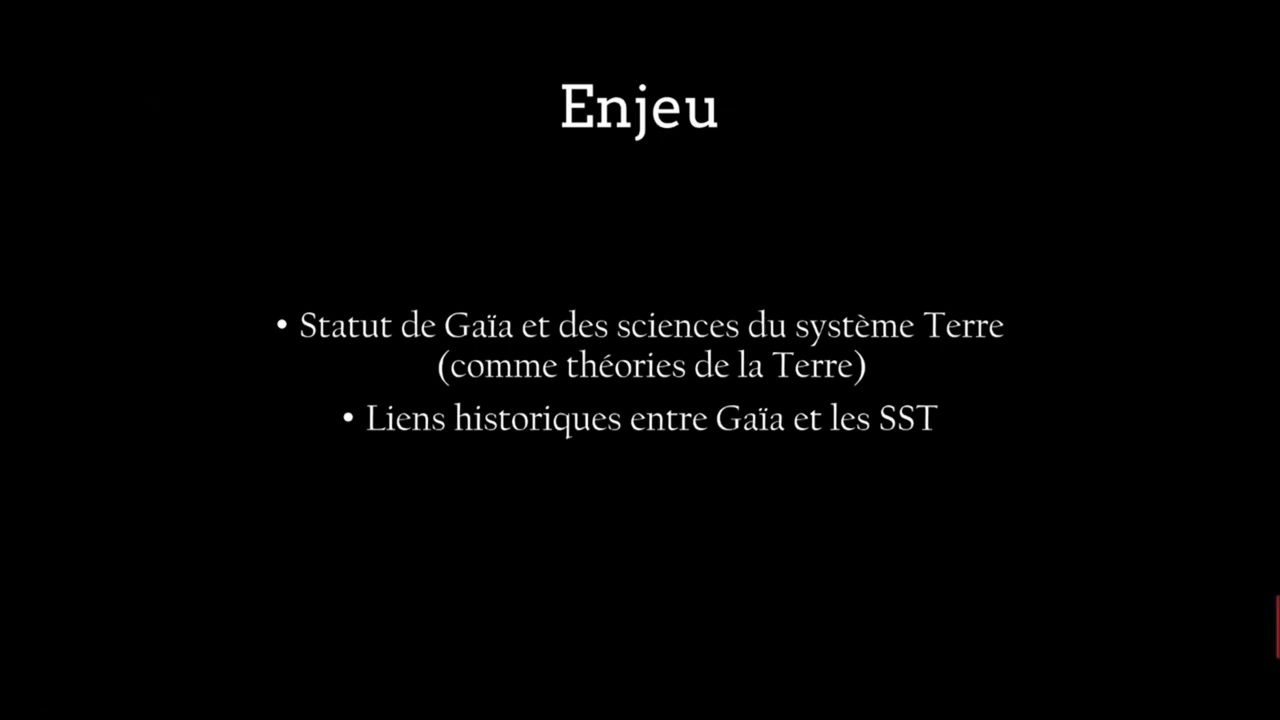 Enjeu
• Statut de Gaïa et des sciences du système Terre
(comme théories de la Terre)
• Liens historiques entre Gaïa et les SST